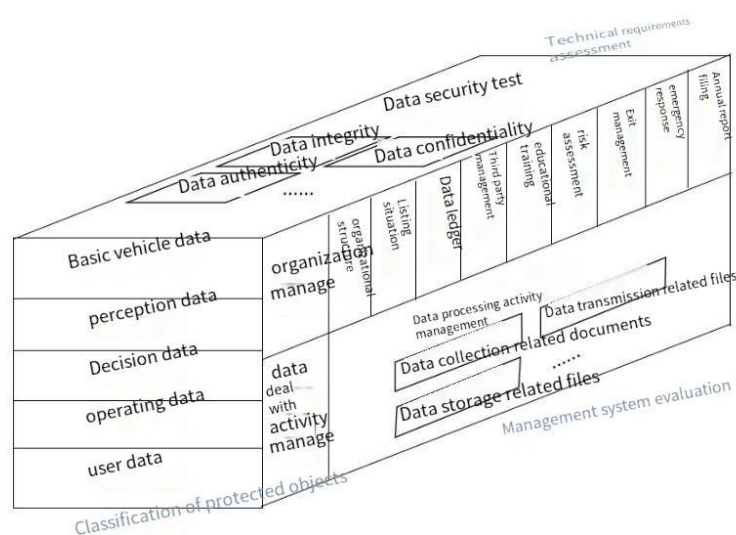 Technical requirements
assessment
Data security test
Data integrity
Data confidentiality
Data authenticity
......
Basic vehicle data
perception data
Decision data
operating data
user data
Classification of protected objects
organization
manage
organizational
structure
Listing
situation
Data ledger
Third party
management
educational
training
risk
assessment
Exit
management
emergency
response
Annual report
filing
data
deal
with
activity
manage
Data processing activity
management
Data transmission related files
Data collection related documents
......
Data storage related files
Management system evaluation